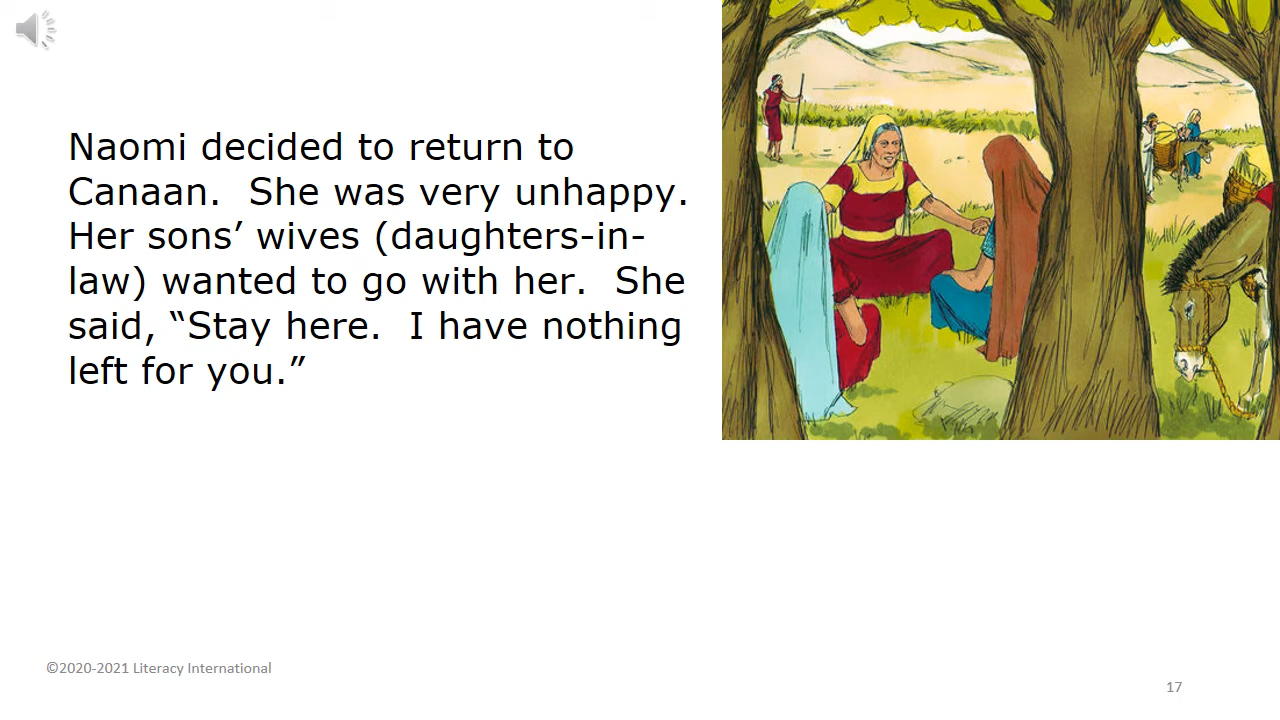 Naomi decided to return to
Canaan.  She was very unhappy.
Her sons’ wives (daughters-in-
law) wanted to go with her.  She
said, “Stay here.  I have nothing
left for you.”
©2020-2021 Literacy International
17